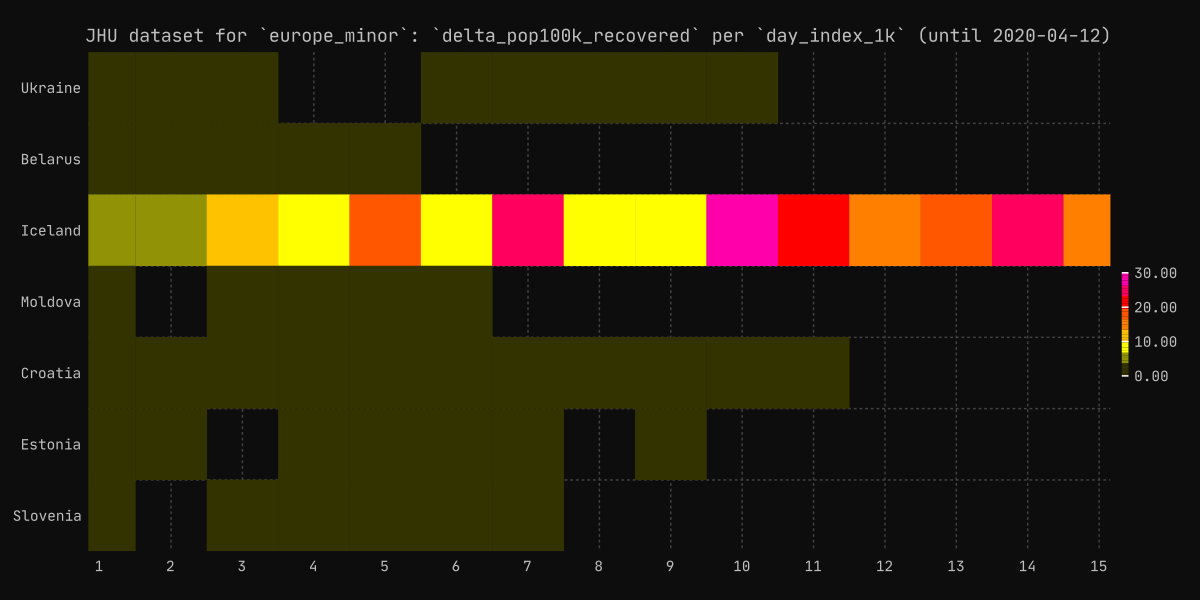 JHU dataset for `europe_minor`: `delta_pop100k_recovered` per `day_index_1k` (until 2020-04-12)
Ukraine
Belarus
Iceland
Moldova
Croatia
Estonia
Slovenia
30.00
20.00
10.00
0.00
1 2 3 4 5 6 7 8 9 10 11 12 13 14 15